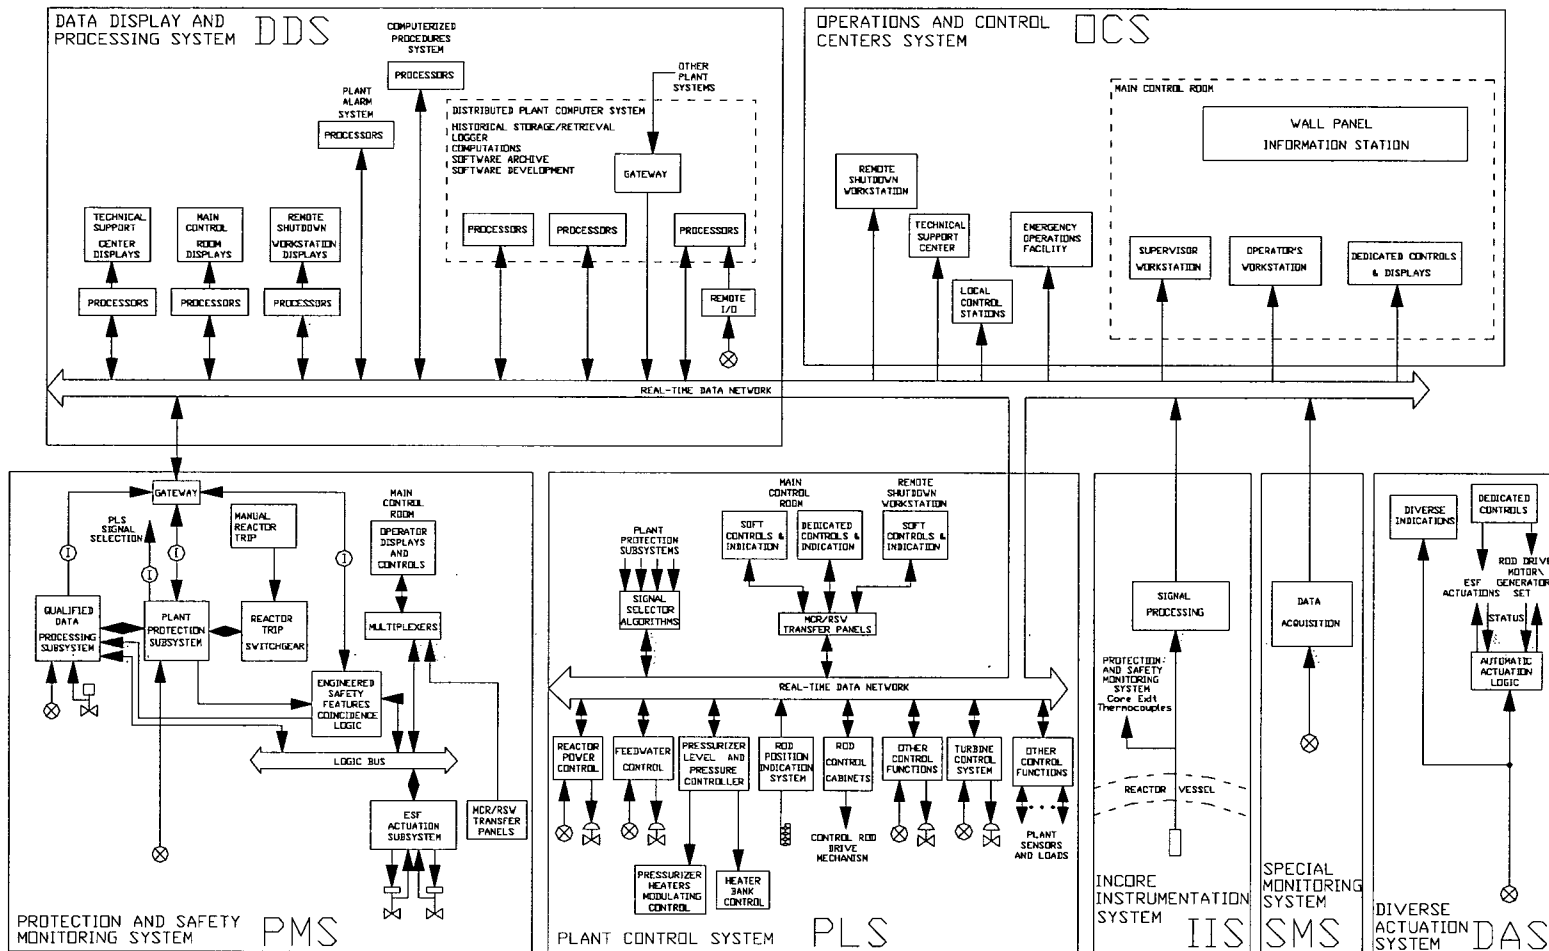 DATA DISPLAY AND
PROCESSING SYSTEM DDS
COMPUTERIZED
PROCEDURES
SYSTEM
PROCESSORS
PLANT
ALARM
SYSTEM
PROCESSORS
OTHER
PLANT
SYSTEMS
DISTRIBUTED PLANT COMPUTER SYSTEM
HISTORICAL STORAGE/RETRIEVAL
LOGGER
COMPUTATIONS
SOFTWARE ARCHIVE
SOFTWARE DEVELOPMENT
GATEWAY
PROCESSORS
PROCESSORS
PROCESSORS
REMOTE
I/O
TECHNICAL
SUPPORT
CENTER
DISPLAYS
MAIN
CONTROL
ROOM
DISPLAYS
REMOTE
SHUTDOWN
WORKSTATION
DISPLAYS
PROCESSORS
PROCESSORS
PROCESSORS
REAL-TIME DATA NETWORK
OPERATIONS AND CONTROL
CENTERS SYSTEM OCS
MAIN CONTROL ROOM
WALL PANEL
INFORMATION STATION
REMOTE
SHUTDOWN
WORKSTATION
TECHNICAL
SUPPORT
CENTER
LOCAL
CONTROL
STATIONS
EMERGENCY
OPERATIONS
FACILITY
SUPERVISOR
WORKSTATION
OPERATOR'S
WORKSTATION
DEDICATED CONTROLS
& DISPLAYS
GATEWAY
PLS
SIGNAL
SELECTION
MANUAL
REACTOR
TRIP
MAIN
CONTROL
ROOM
OPERATOR
DISPLAYS
AND
CONTROLS
I
I
I
I
QUALIFIED
DATA
PROCESSING
SUBSYSTEM
PLANT
PROTECTION
SUBSYSTEM
REACTOR
TRIP
SWITCHGEAR
MULTIPLEXERS
ENGINEERED
SAFETY
FEATURES
COINCIDENCE
LOGIC
LOGIC BUS
ESF
ACTUATION
SUBSYSTEM
MCR/RSW
TRANSFER
PANELS
PROTECTION AND SAFETY
MONITORING SYSTEM PMS
PLANT
PROTECTION
SUBSYSTEMS
SIGNAL
SELECTOR
ALGORITHMS
MAIN
CONTROL
ROOM
REMOTE
SHUTDOWN
WORKSTATION
SOFT
CONTROLS &
INDICATION
DEDICATED
CONTROLS &
INDICATION
SOFT
CONTROLS &
INDICATION
MCR/RSW
TRANSFER PANELS
REAL-TIME DATA NETWORK
REACTOR
POWER
CONTROL
FEEDWATER
CONTROL
PRESSURIZER
LEVEL AND
PRESSURE
CONTROLLER
ROD
POSITION
INDICATION
SYSTEM
ROD
CONTROL
CABINETS
OTHER
CONTROL
FUNCTIONS
TURBINE
CONTROL
SYSTEM
OTHER
CONTROL
FUNCTIONS
CONTROL ROD
DRIVE
MECHANISM
PLANT
SENSORS
AND LOADS
PRESSURIZER
HEATERS
MODULATING
CONTROL
HEATER
BANK
CONTROL
PLANT CONTROL SYSTEM PLS
SIGNAL
PROCESSING
PROTECTION
AND SAFETY
MONITORING
SYSTEM
Core Exit
Thermocouples
REACTOR VESSEL
INCORE
INSTRUMENTATION
SYSTEM IIS
DATA
ACQUISITION
SPECIAL
MONITORING
SYSTEM
SMS
DIVERSE
INDICATIONS
DEDICATED
CONTROLS
ESF
ACTUATIONS
ROD DRIVE
MOTOR\
GENERATOR
SET
STATUS
AUTOMATIC
ACTUATION
LOGIC
DIVERSE
ACTUATION
SYSTEM DAS